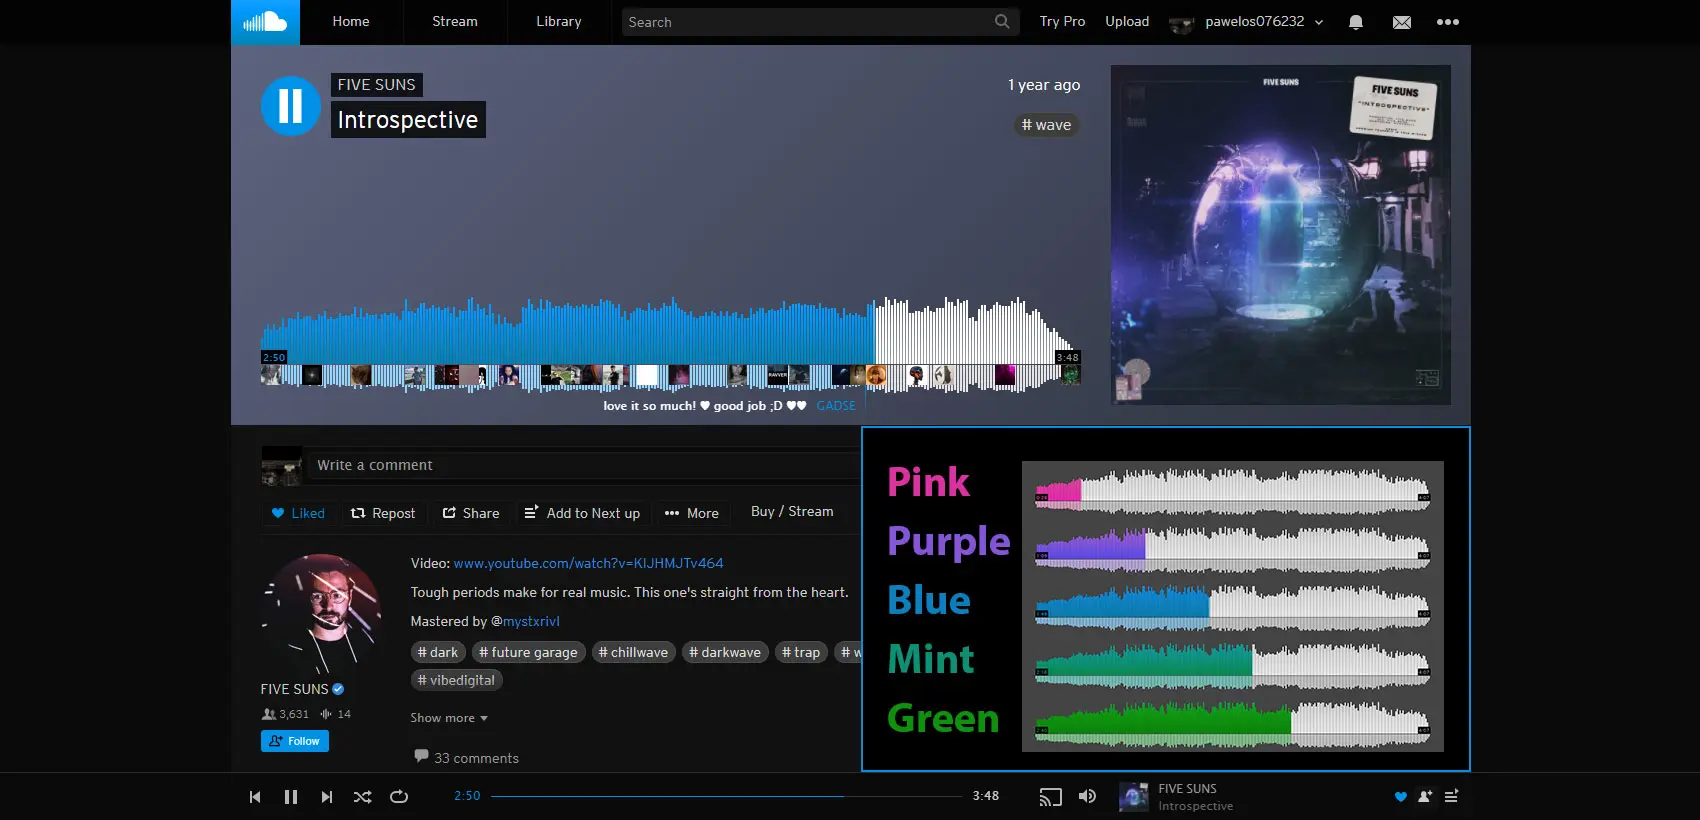 Home
Stream
Library
Search
Try Pro
Upload
pawelos076232
FIVE SUNS
Introspective
1 year ago
# wave
FIVE SUNS
FIVE SUNS
"INTROSPECTIVE"
2:50
3:48
RAVVER
love it so much! ♥ good job ;D ♥♥ GADSE
Write a comment
Liked
Repost
Share
Add to Next up
More
Buy / Stream
Video: www.youtube.com/watch?v=KIJHMJTv464
Tough periods make for real music. This one's straight from the heart.
Mastered by @mystxrivl
# dark
# future garage
# chillwave
# darkwave
# trap
# w
# vibedigital
FIVE SUNS
3,631
14
Follow
Show more
33 comments
Pink
Purple
Blue
Mint
Green
2:50
3:48
FIVE SUNS
Introspective